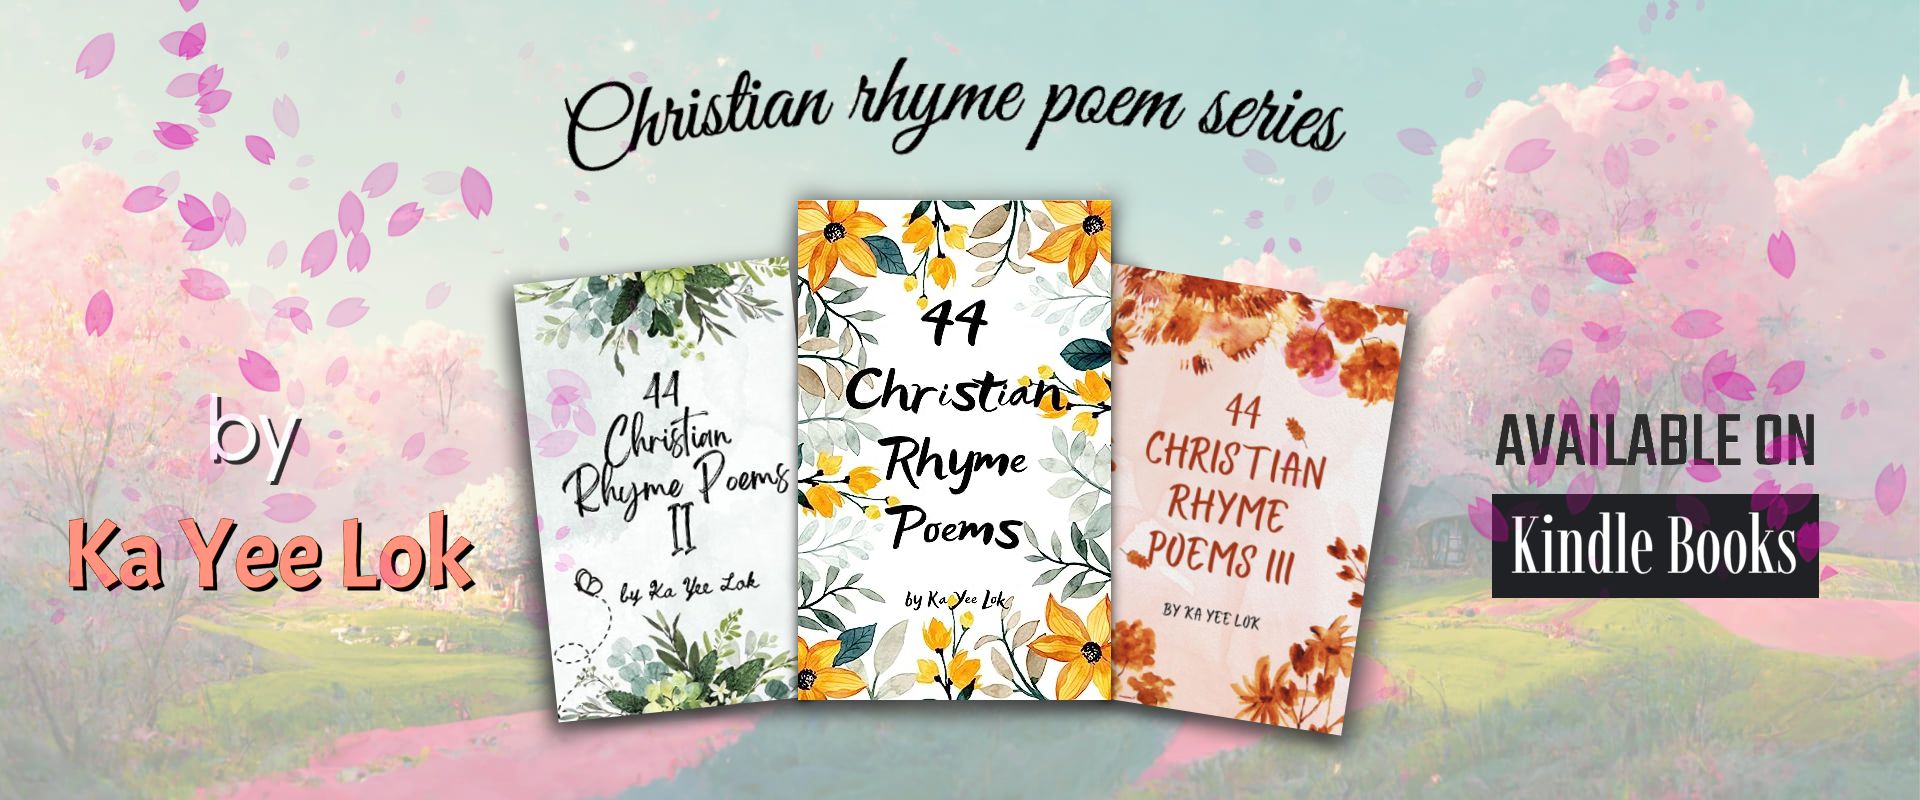 Christian rhyme poem series
by
Ka Yee Lok
44
Christian
Rhyme Poems
II
by Ka Yee Lok
44
Christian
Rhyme
Poems
by Ka Yee Lok
44
CHRISTIAN
RHYME
POEMS III
BY KA YEE LOK
AVAILABLE ON
Kindle Books